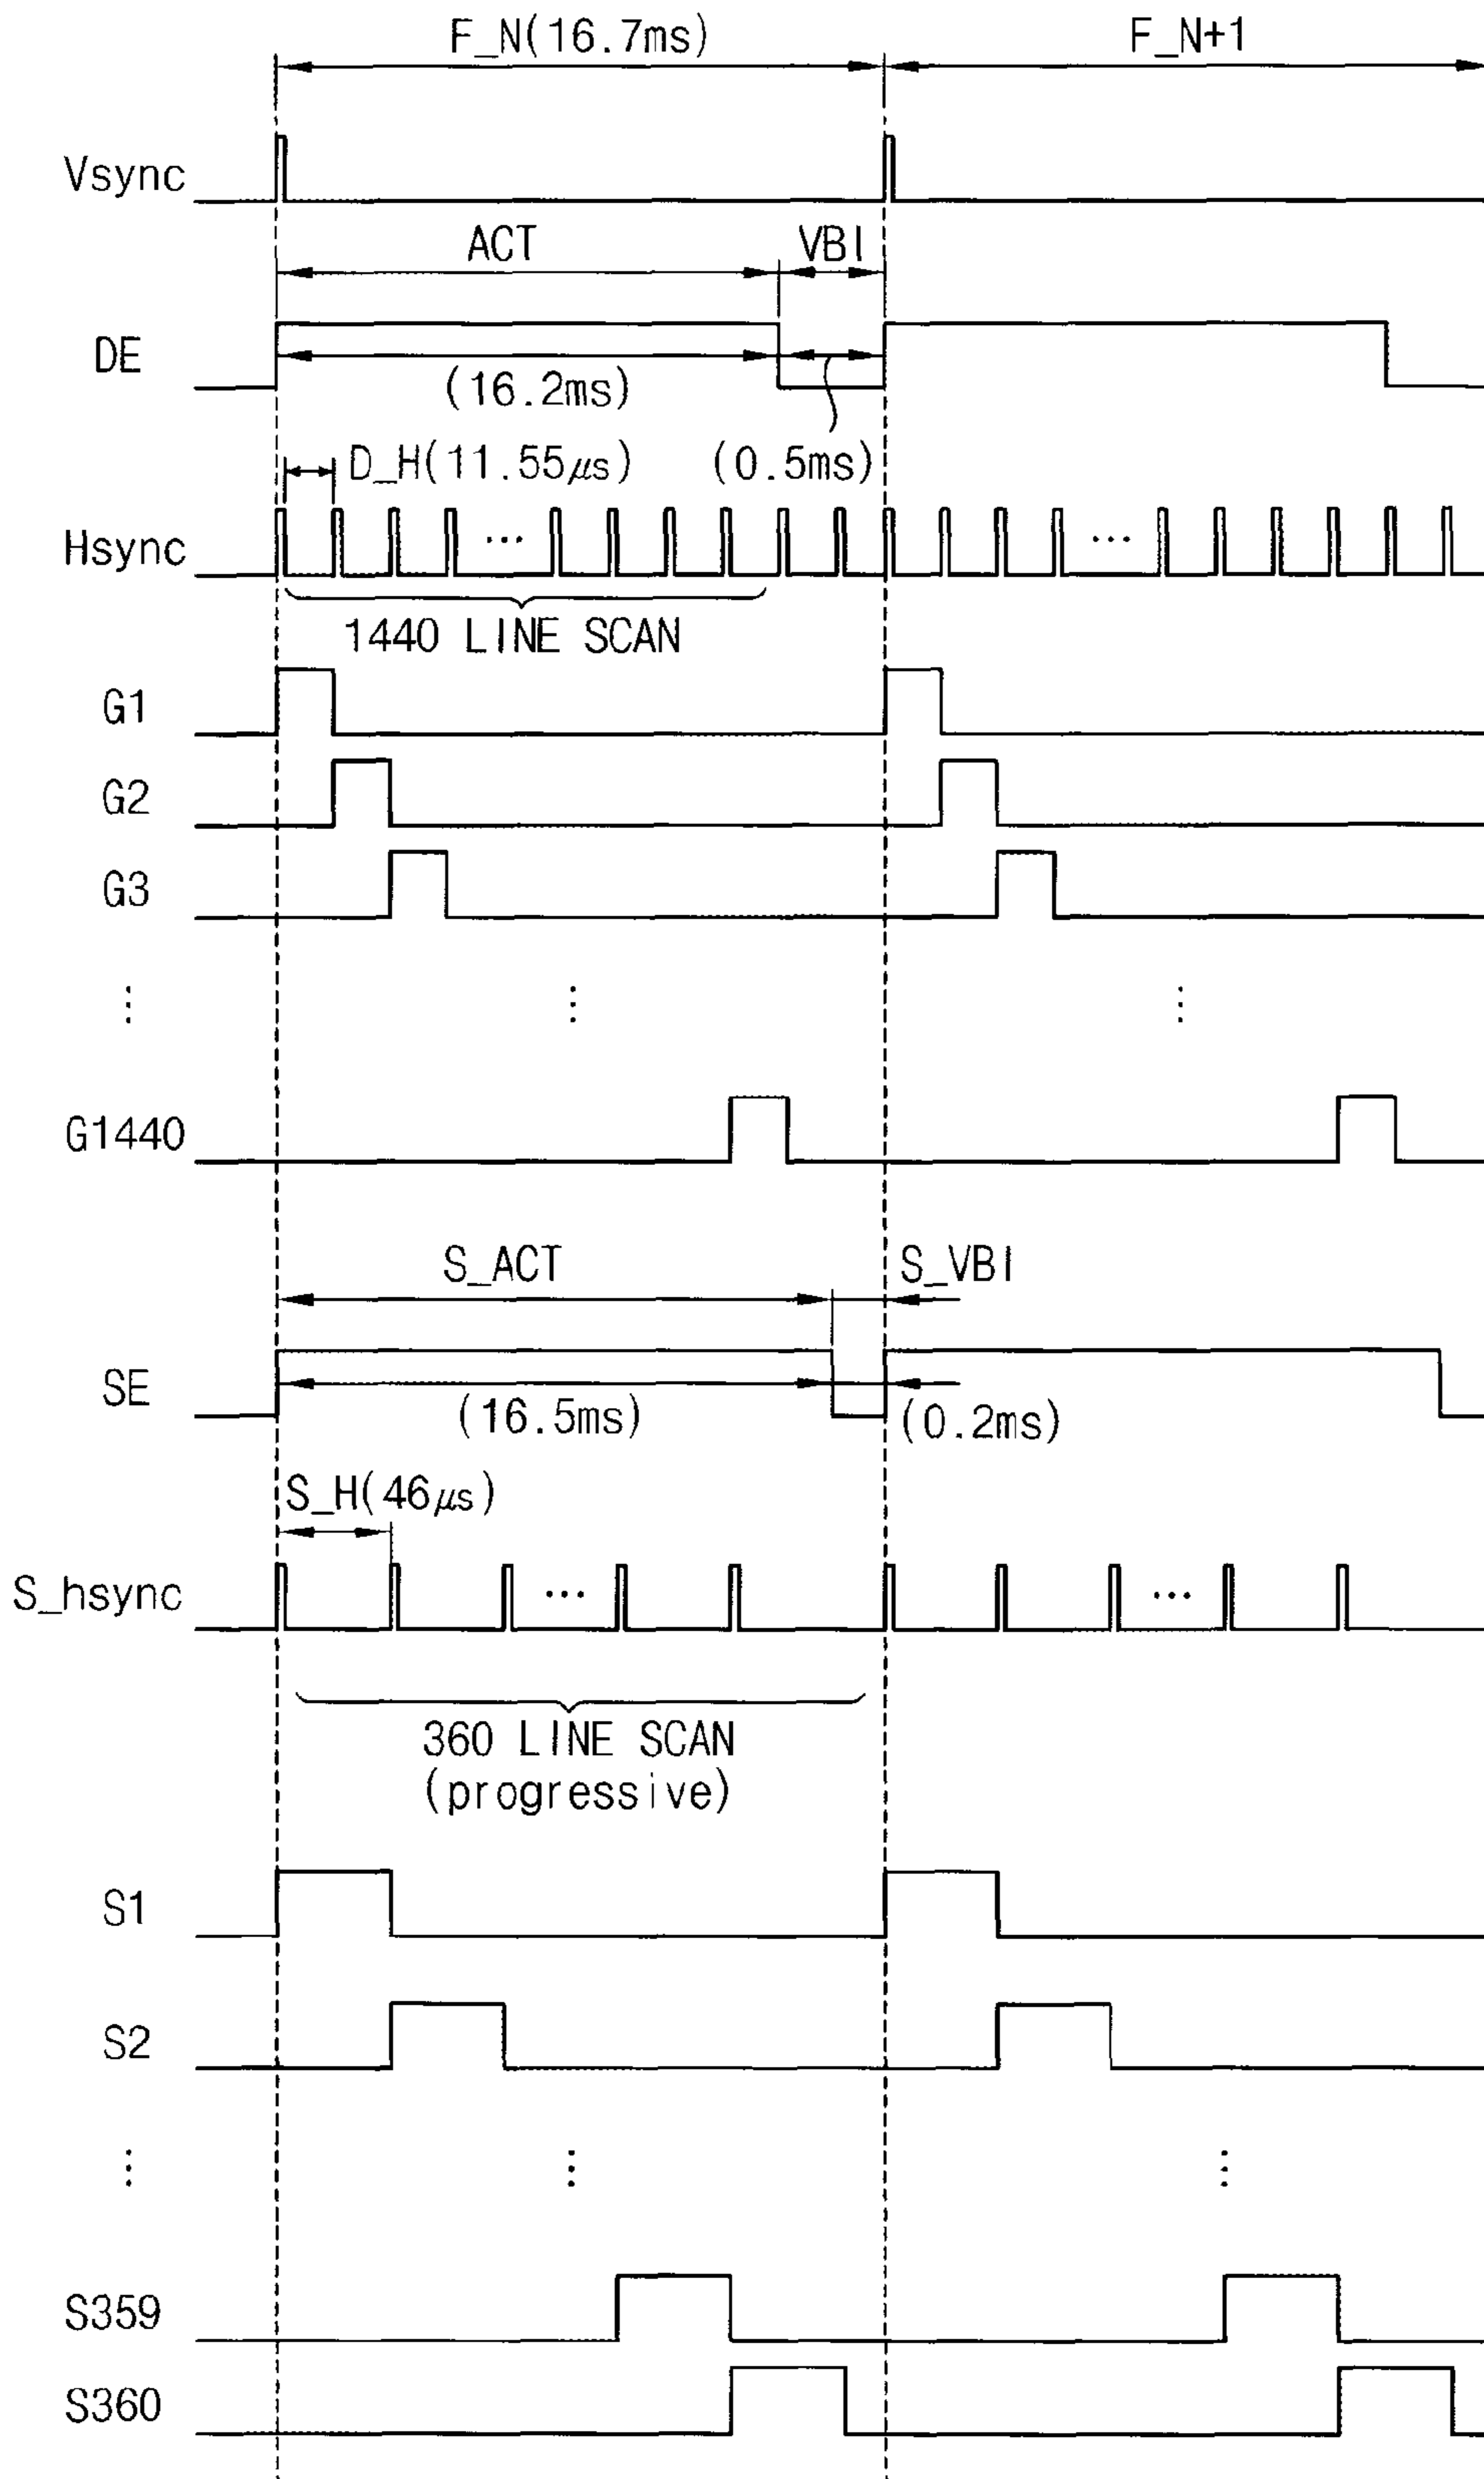 F_N(16.7ms) F_N+1
Vsync
ACT VBI
DE
(16.2ms)
D_H(11.55μs) (0.5ms)
Hsync ... ...
1440 LINE SCAN
G1
G2
G3
G1440
S_ACT S_VBI
SE
(16.5ms) (0.2ms)
S_H(46μs)
S_hsync ... ...
360 LINE SCAN
(progressive)
S1
S2
S359
S360